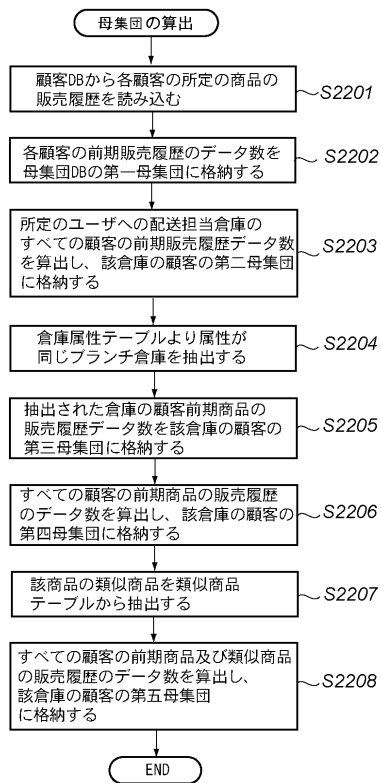 母集団の算出
顧客DBから各顧客の所定の商品の
販売履歴を読み込む
S2201
各顧客の前期販売履歴のデータ数を
母集団DBの第一母集団に格納する
S2202
所定のユーザへの配送担当倉庫の
すべての顧客の前期販売履歴データ数
を算出し、該倉庫の顧客の第二母集団
に格納する
S2203
倉庫属性テーブルより属性が
同じブランチ倉庫を抽出する
S2204
抽出された倉庫の顧客前期商品の
販売履歴データ数を該倉庫の顧客の
第三母集団に格納する
S2205
すべての顧客の前期商品の販売履歴
のデータ数を算出し、該倉庫の顧客の
第四母集団に格納する
S2206
該商品の類似商品を類似商品
テーブルから抽出する
S2207
すべての顧客の前期商品及び類似商品
の販売履歴のデータ数を算出し、
該倉庫の顧客の第五母集団
に格納する
S2208
END